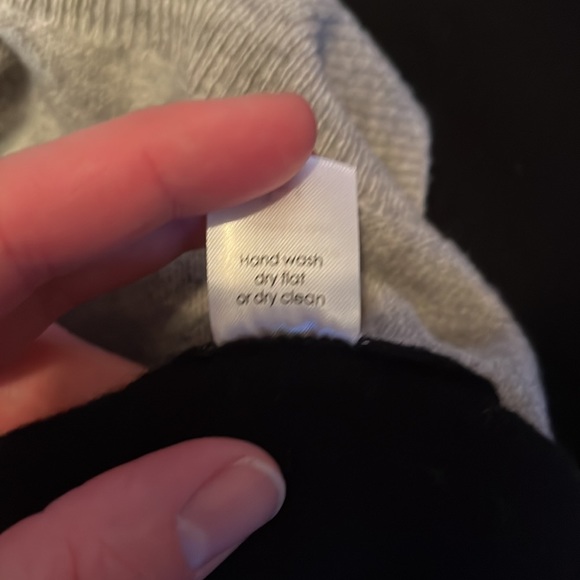 Hand wash
dry flat
or dry clean